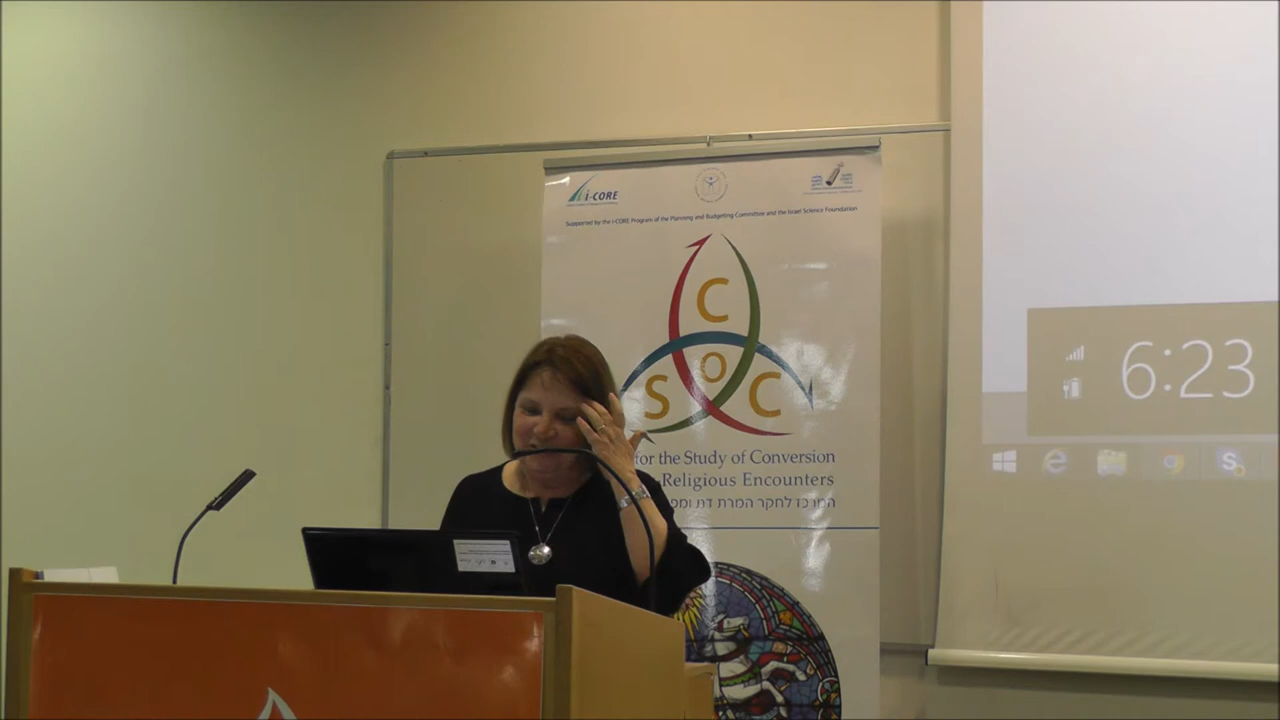 i-CORE
Supported by the I-CORE Program of the Planning and Budgeting Committee and the Israel Science Foundation
C
O
S C
for the Study of Conversion
-Religious Encounters
המרכז לחקר המרת דת ומפ
6:23